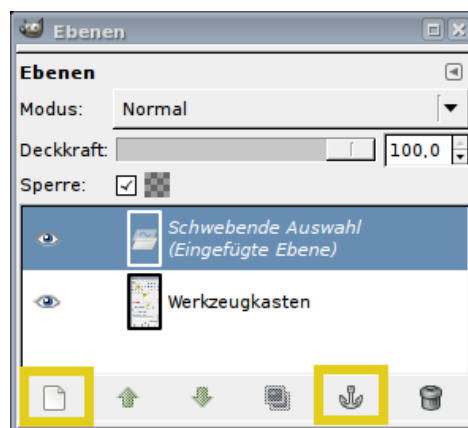 Ebenen
Ebenen
Modus: Normal
Deckkraft: 100,0
Sperre:
Schwebende Auswahl
(Eingefügte Ebene)
Werkzeugkasten